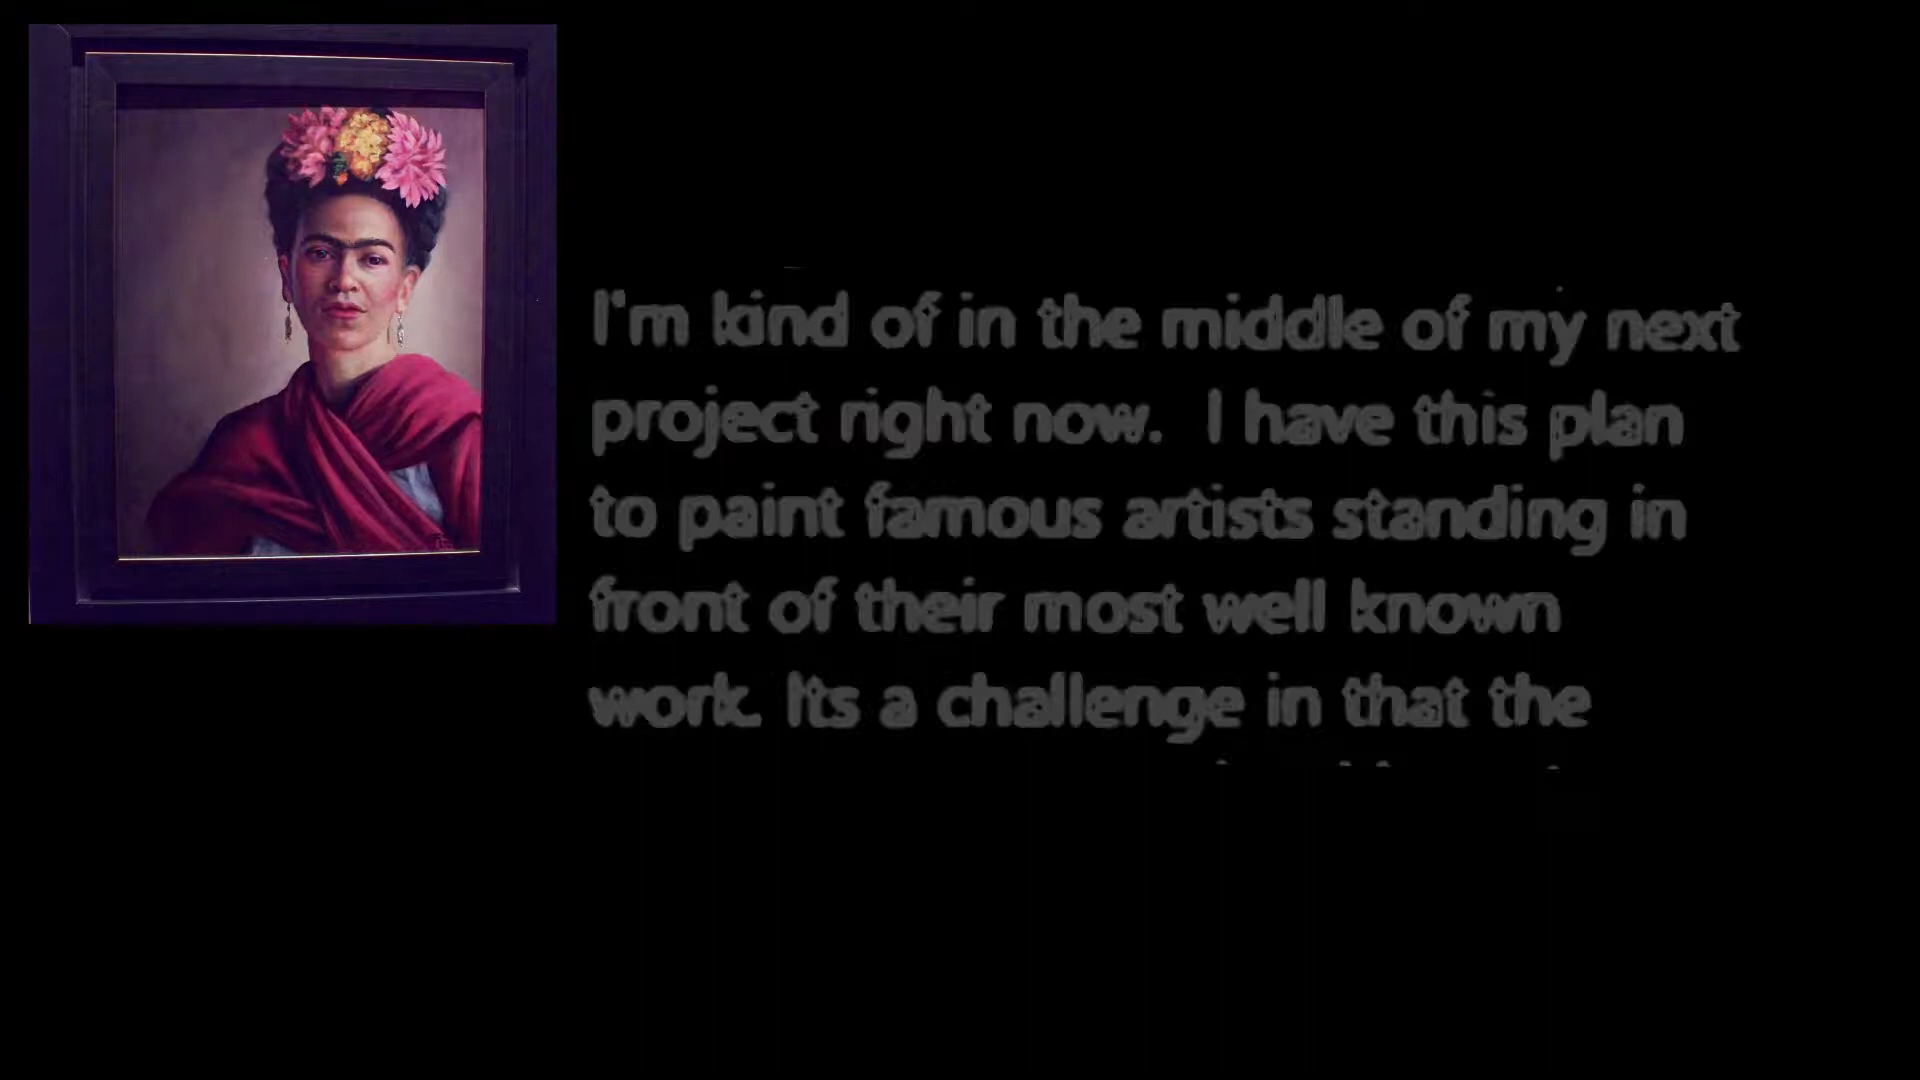 I'm kind of in the middle of my next
project right now.  I have this plan
to paint famous artists standing in
front of their most well known
work. Its a challenge in that the